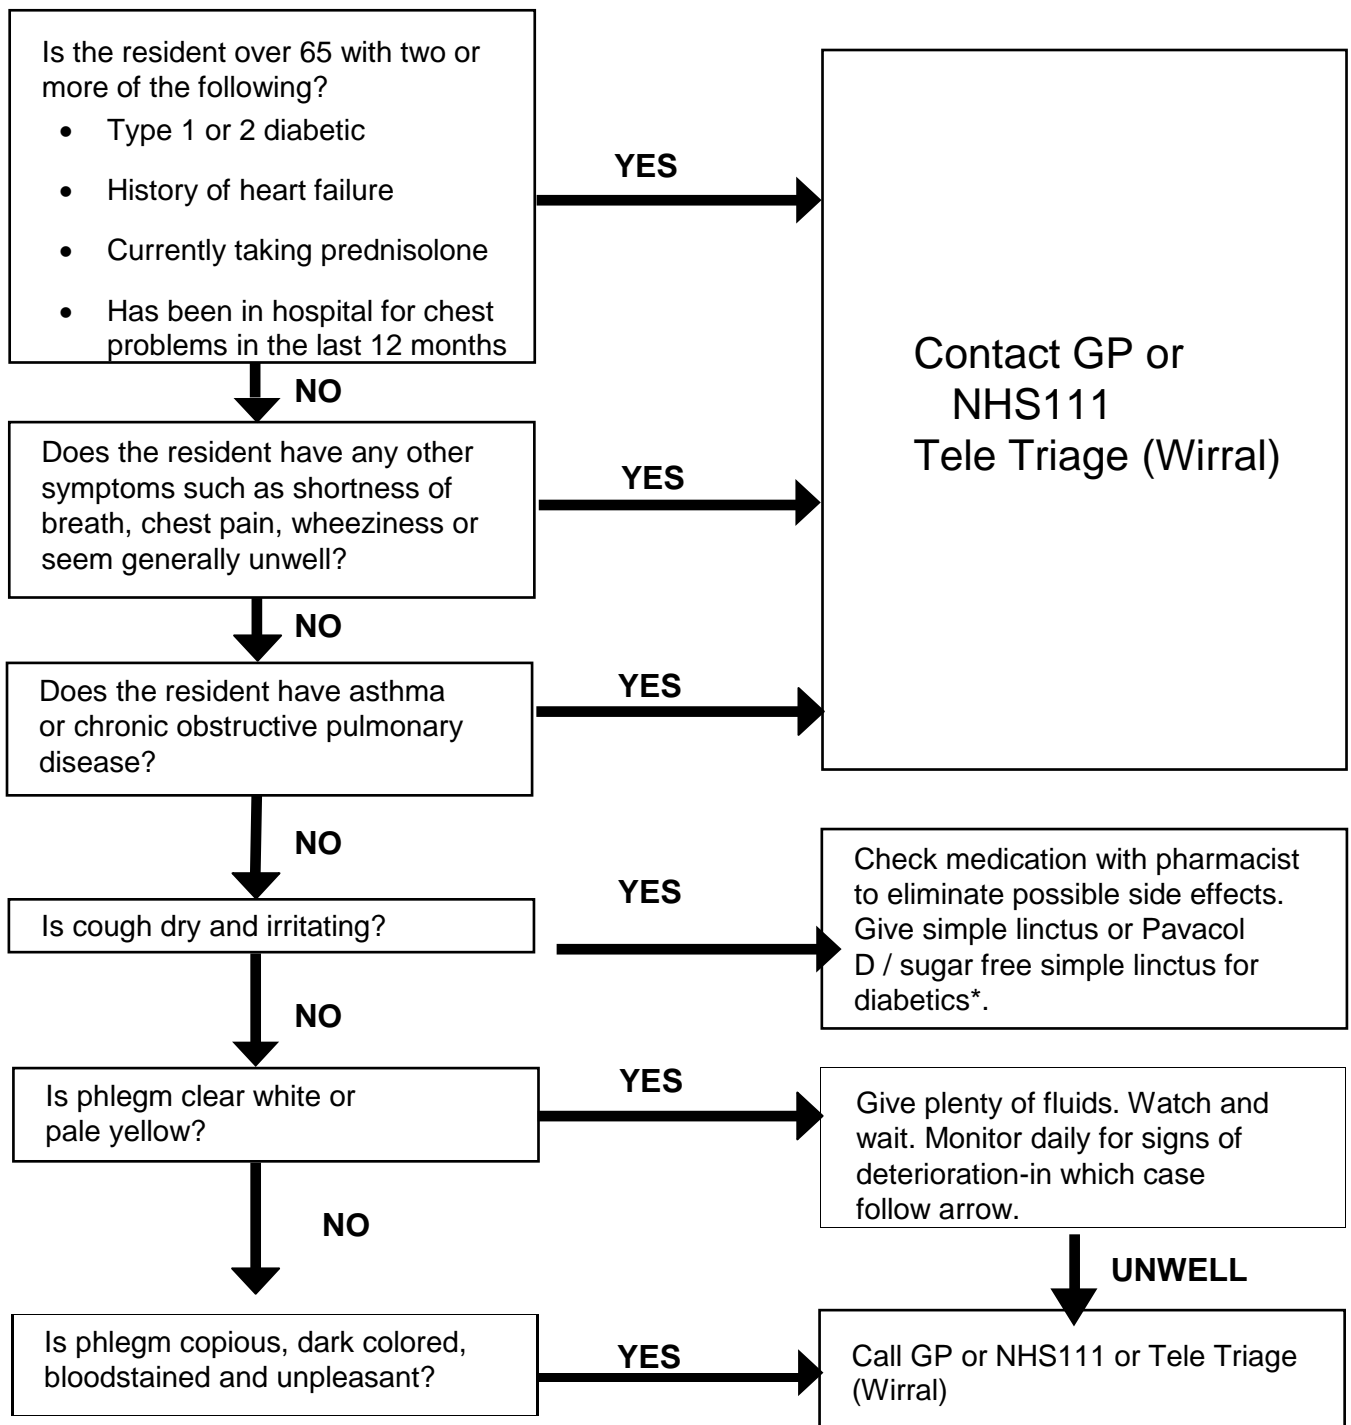 Is the resident over 65 with two or
more of the following?
• Type 1 or 2 diabetic
• History of heart failure
• Currently taking prednisolone
• Has been in hospital for chest
problems in the last 12 months
YES
Contact GP or
NHS111
Tele Triage (Wirral)
NO
Does the resident have any other
symptoms such as shortness of
breath, chest pain, wheeziness or
seem generally unwell?
YES
NO
Does the resident have asthma
or chronic obstructive pulmonary
disease?
YES
NO
Is cough dry and irritating?
YES
Check medication with pharmacist
to eliminate possible side effects.
Give simple linctus or Pavacol
D / sugar free simple linctus for
diabetics*.
NO
Is phlegm clear white or
pale yellow?
YES
Give plenty of fluids. Watch and
wait. Monitor daily for signs of
deterioration-in which case
follow arrow.
NO
UNWELL
Is phlegm copious, dark colored,
bloodstained and unpleasant?
YES
Call GP or NHS111 or Tele Triage
(Wirral)